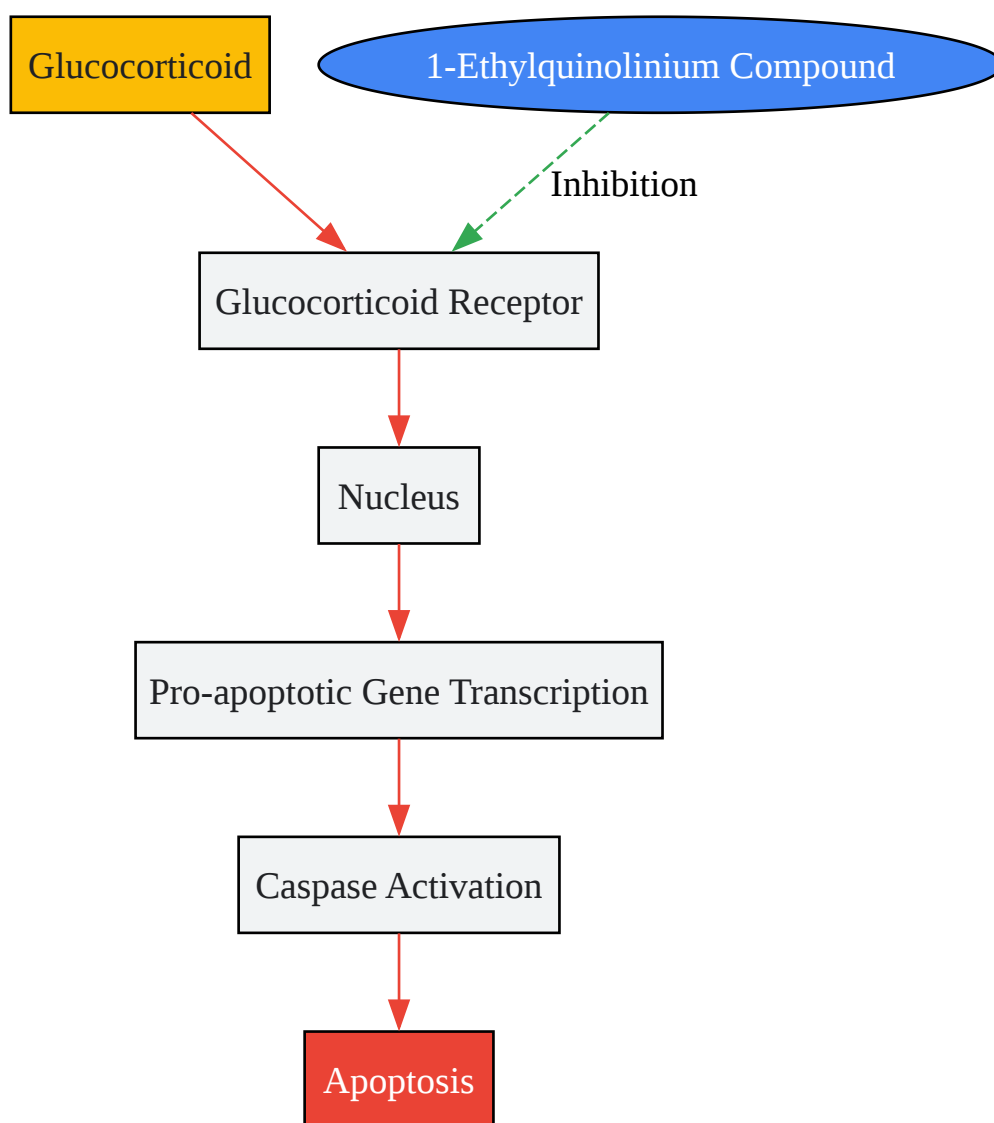 Glucocorticoid
1-Ethylquinolinium Compound
Inhibition
Glucocorticoid Receptor
Nucleus
Pro-apoptotic Gene Transcription
Caspase Activation
Apoptosis